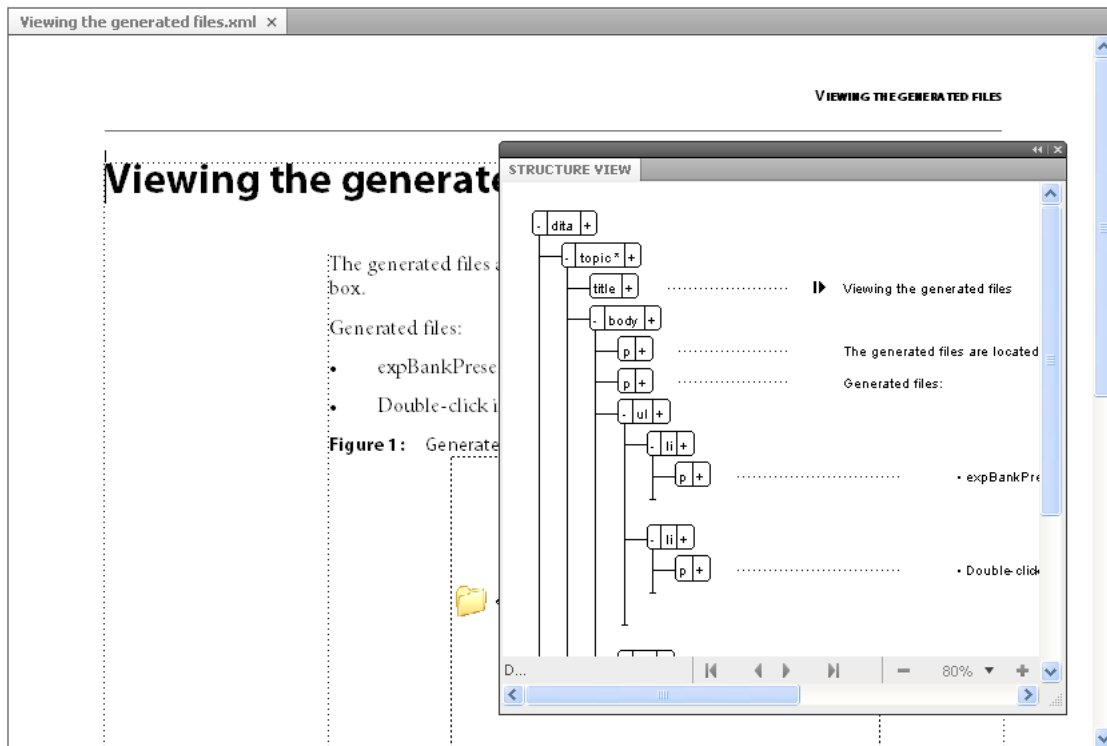 Viewing the generated files.xml ×
VIEWING THE GENERATED FILES
Viewing the generate
The generated files
box.
Generated files:
• expBankPrese
• Double-click i
Figure 1: Generate
STRUCTURE VIEW
- dita +
- topic* +
title + Viewing the generated files
- body +
p + The generated files are located
p + Generated files:
- ul +
- li +
p + • expBankPre
- li +
p + • Double-click
D...
80%